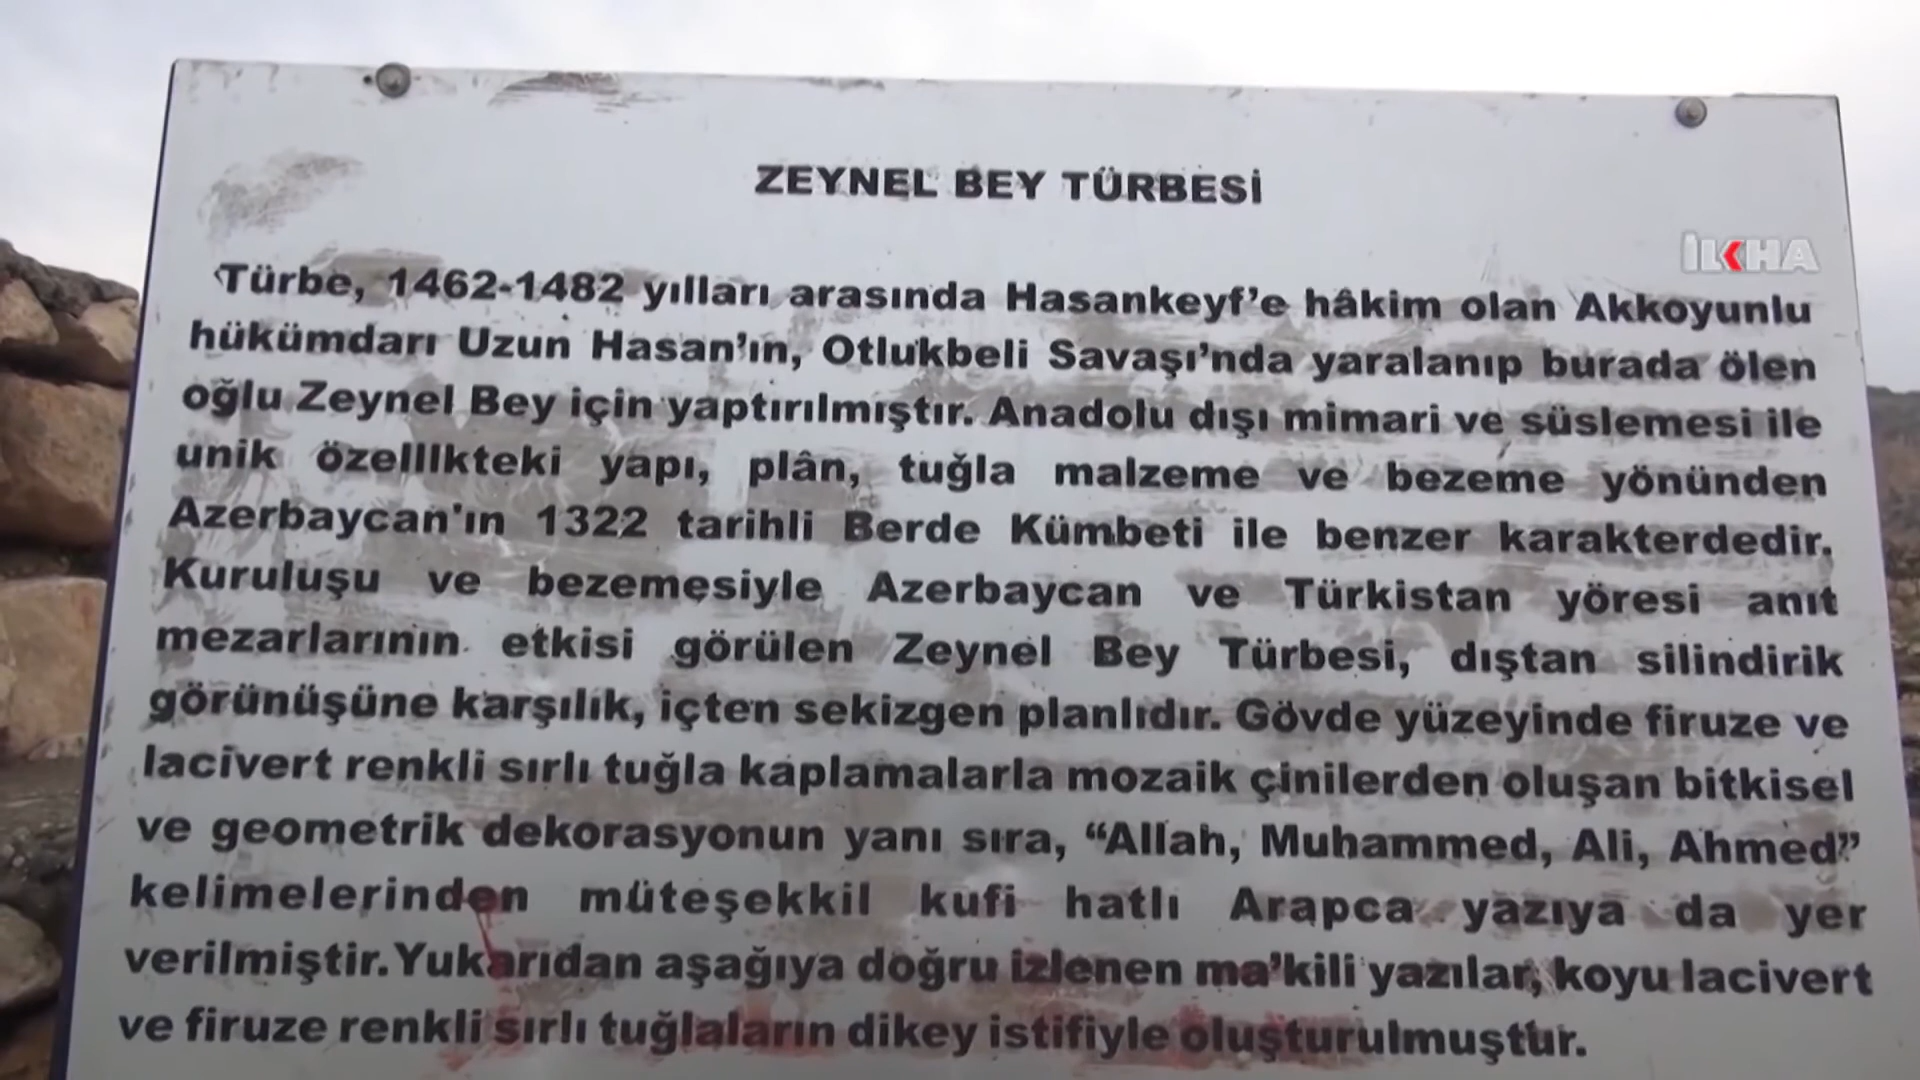 ZEYNEL BEY TÜRBESİ
İLKHA
Türbe, 1462-1482 yılları arasında Hasankeyf'e hâkim olan Akkoyunlu
hükümdarı Uzun Hasan'ın, Otlukbeli Savaşı'nda yaralanıp burada ölen
oğlu Zeynel Bey için yaptırılmıştır. Anadolu dışı mimari ve süslemesi ile
unik özelllkteki yapı, plân, tuğla malzeme ve bezeme yönünden
Azerbaycan'ın 1322 tarihli Berde Kümbeti ile benzer karakterdedir.
Kuruluşu ve bezemesiyle Azerbaycan ve Türkistan yöresi anıt
mezarlarının etkisi görülen Zeynel Bey Türbesi, dıştan silindirik
görünüşüne karşılık, içten sekizgen planlıdır. Gövde yüzeyinde firuze ve
lacivert renkli sırlı tuğla kaplamalarla mozaik çinilerden oluşan bitkisel
ve geometrik dekorasyonun yanı sıra, “Allah, Muhammed, Ali, Ahmed”
kelimelerinden müteşekkil kufi hatlı Arapca yazıya da yer
verilmiştir. Yukarıdan aşağıya doğru izlenen ma'kili yazılar, koyu lacivert
ve firuze renkli sırlı tuğlaların dikey istifiyle oluşturulmuştur.